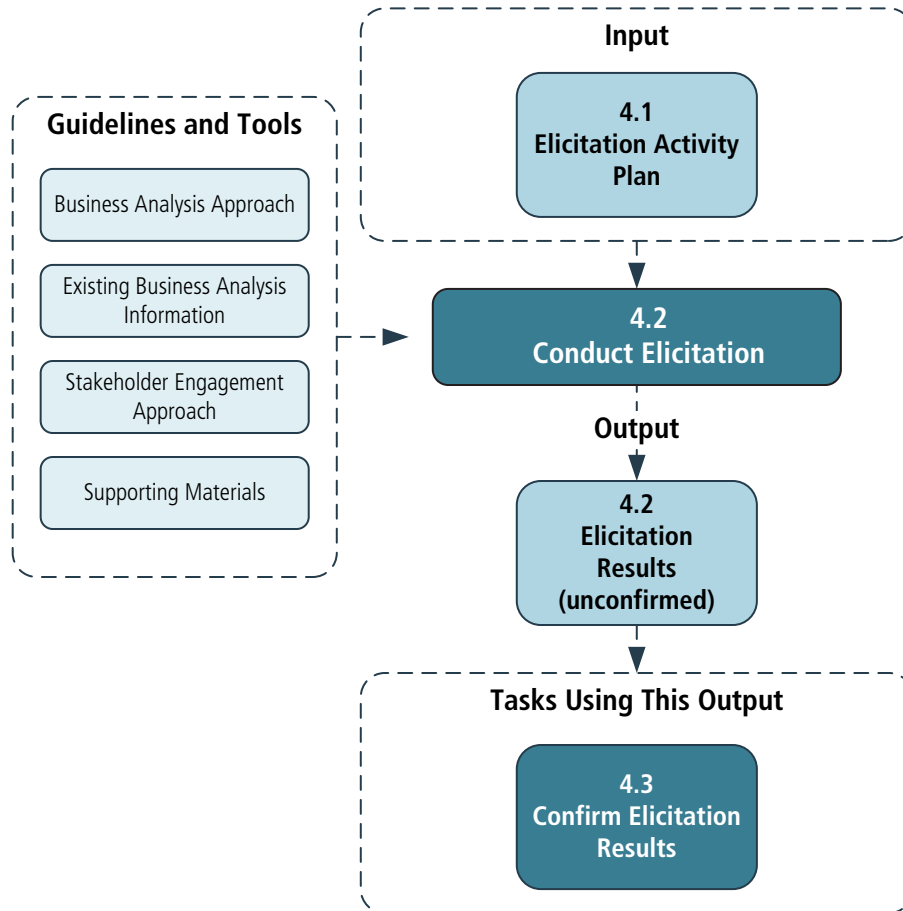 Input
4.1
Elicitation Activity
Plan
Guidelines and Tools
Business Analysis Approach
Existing Business Analysis
Information
Stakeholder Engagement
Approach
Supporting Materials
4.2
Conduct Elicitation
Output
4.2
Elicitation
Results
(unconfirmed)
Tasks Using This Output
4.3
Confirm Elicitation
Results